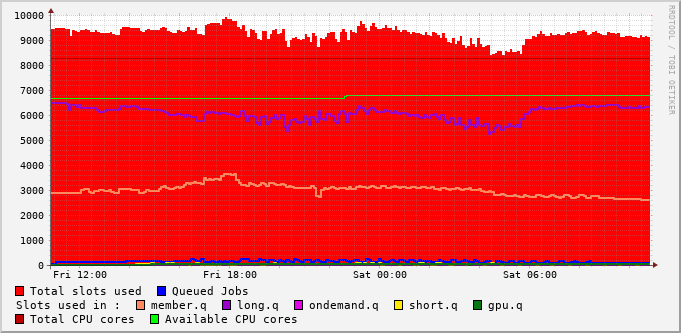 10000
9000
8000
7000
6000
5000
4000
3000
2000
1000
0
Fri 12:00 Fri 18:00 Sat 00:00 Sat 06:00
RRDTOOL / TOBI OETIKER
Total slots used Queued Jobs
Slots used in : member.q long.q ondemand.q short.q gpu.q
Total CPU cores Available CPU cores